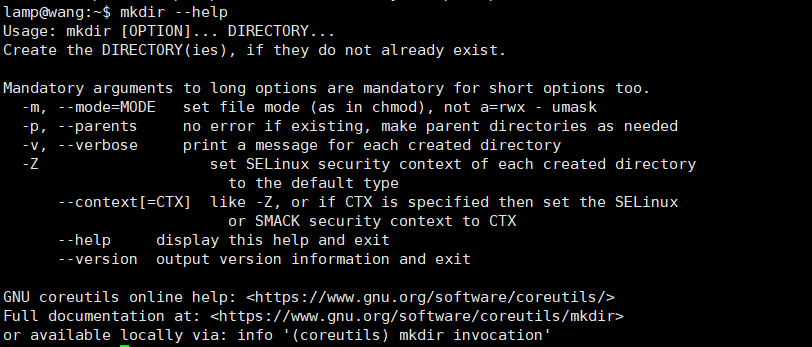 lamp@wang:~$ mkdir --help
Usage: mkdir [OPTION]... DIRECTORY...
Create the DIRECTORY(ies), if they do not already exist.

Mandatory arguments to long options are mandatory for short options too.
  -m, --mode=MODE   set file mode (as in chmod), not a=rwx - umask
  -p, --parents     no error if existing, make parent directories as needed
  -v, --verbose     print a message for each created directory
  -Z                   set SELinux security context of each created directory
                         to the default type
      --context[=CTX]  like -Z, or if CTX is specified then set the SELinux
                         or SMACK security context to CTX
      --help     display this help and exit
      --version  output version information and exit

GNU coreutils online help: <https://www.gnu.org/software/coreutils/>
Full documentation at: <https://www.gnu.org/software/coreutils/mkdir>
or available locally via: info '(coreutils) mkdir invocation'